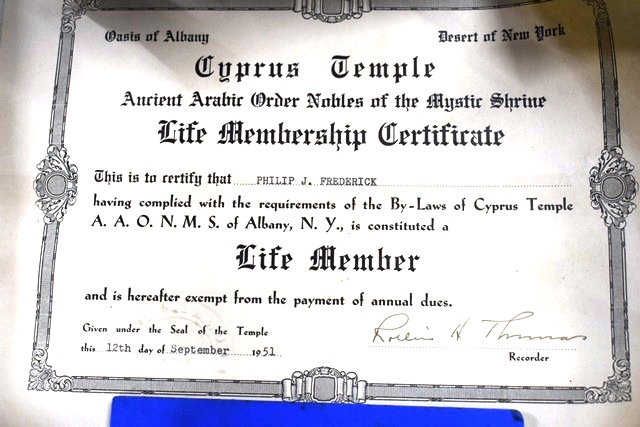 Oasis of Albany Desert of New York
Cyprus Temple
Ancient Arabic Order Nobles of the Mystic Shrine
Life Membership Certificate
This is to certify that PHILIP J. FREDERICK
having complied with the requirements of the By-Laws of Cyprus Temple
A. A. O. N. M. S. of Albany, N. Y., is constituted a
Life Member
and is hereafter exempt from the payment of annual dues.
Given under the Seal of the Temple
this 12th day of September 1951
Rollin H Thomas
Recorder